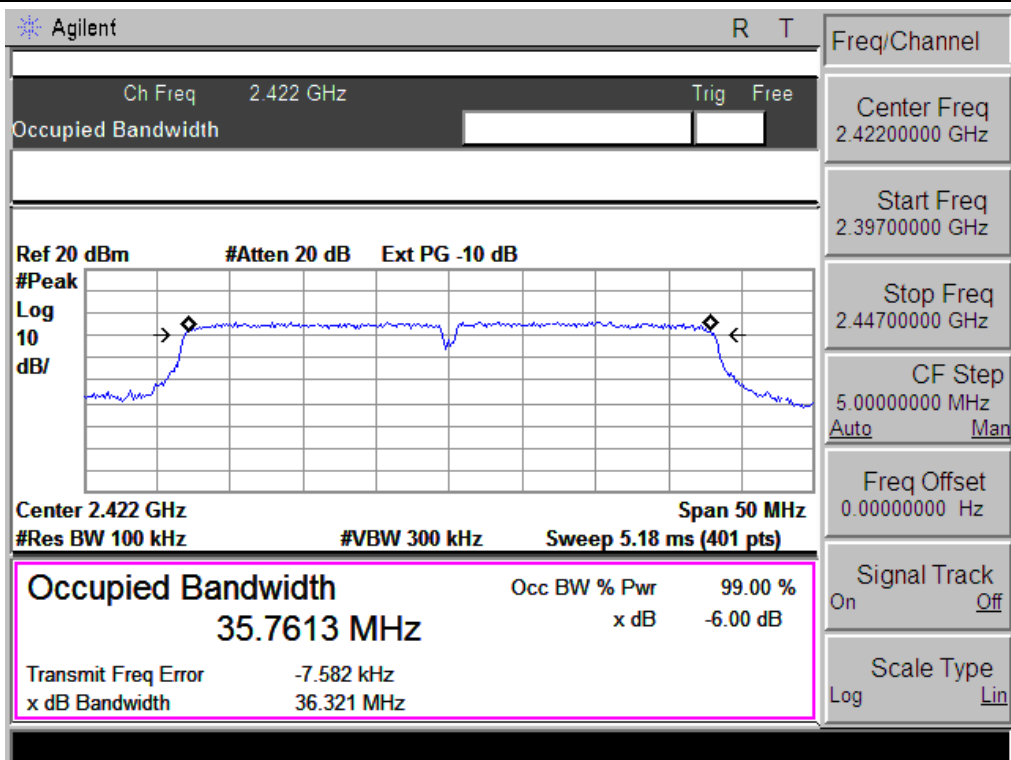 Agilent R T
Ch Freq 2.422 GHz Trig Free
Occupied Bandwidth
Ref 20 dBm #Atten 20 dB Ext PG -10 dB
#Peak
Log
10
dB/
Center 2.422 GHz Span 50 MHz
#Res BW 100 kHz #VBW 300 kHz Sweep 5.18 ms (401 pts)
Occupied Bandwidth Occ BW % Pwr 99.00 %
35.7613 MHz x dB -6.00 dB
Transmit Freq Error -7.582 kHz
x dB Bandwidth 36.321 MHz
Freq/Channel
Center Freq
2.42200000 GHz
Start Freq
2.39700000 GHz
Stop Freq
2.44700000 GHz
CF Step
5.00000000 MHz
Auto Man
Freq Offset
0.00000000 Hz
Signal Track
On Off
Scale Type
Log Lin